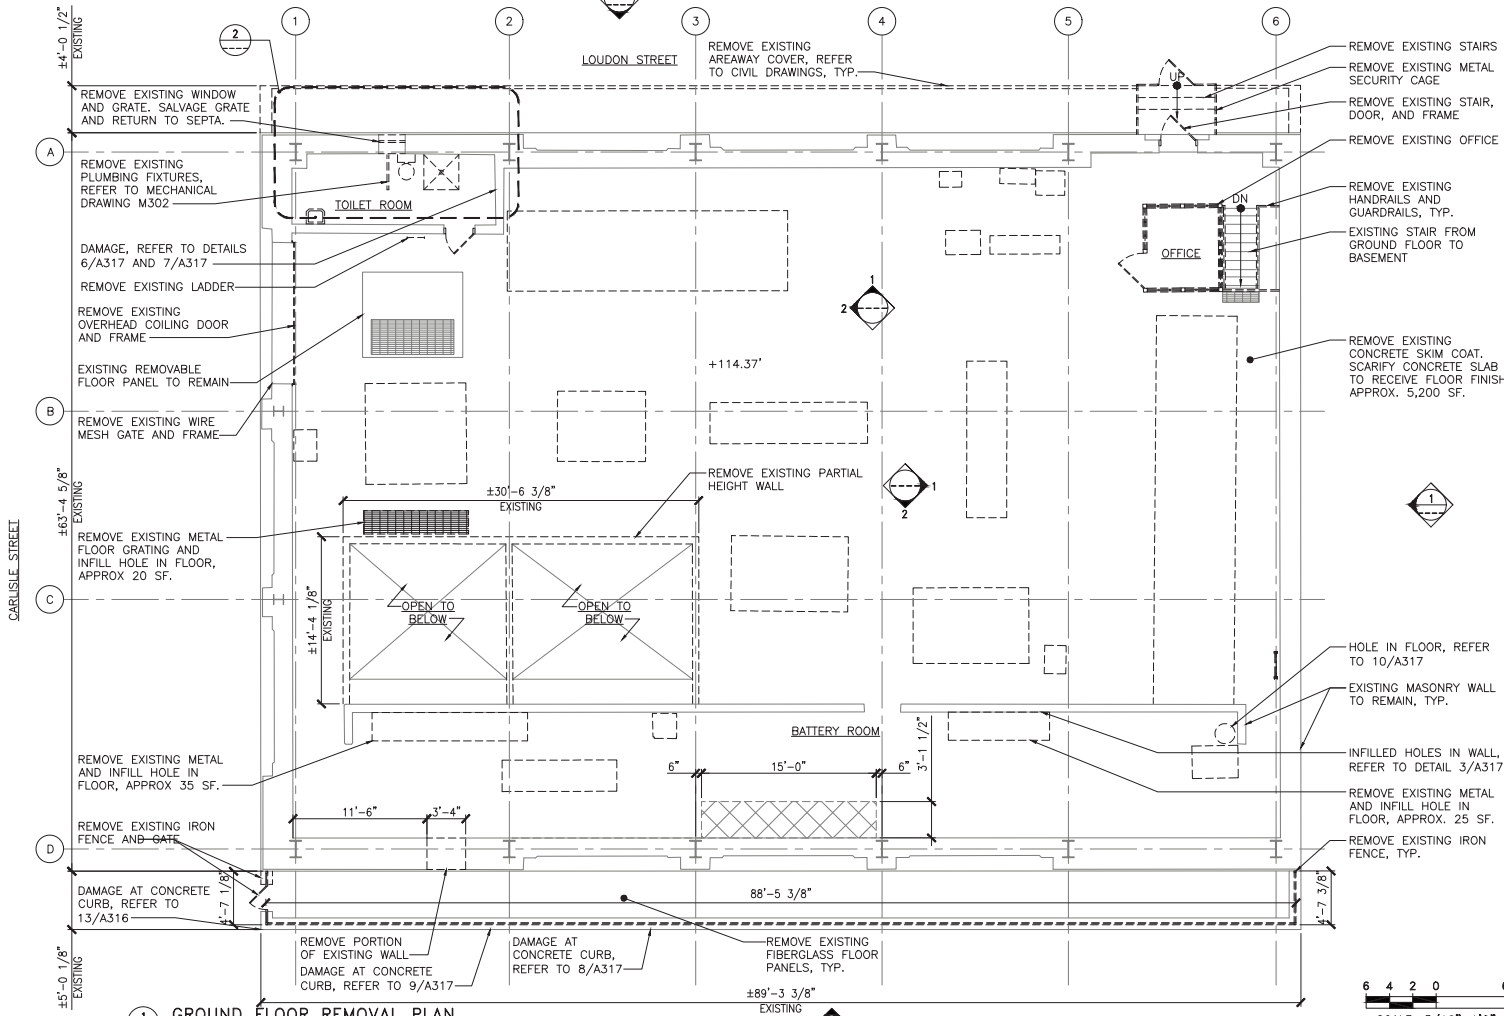 1
2
3
4
5
6
2
LOUDON STREET
±4'-0 1/2"
EXISTING
REMOVE EXISTING
AREAWAY COVER, REFER
TO CIVIL DRAWINGS, TYP.
REMOVE EXISTING STAIRS
REMOVE EXISTING METAL
SECURITY CAGE
REMOVE EXISTING STAIR,
DOOR, AND FRAME
REMOVE EXISTING OFFICE
REMOVE EXISTING
HANDRAILS AND
GUARDRAILS, TYP.
EXISTING STAIR FROM
GROUND FLOOR TO
BASEMENT
UP
DN
OFFICE
REMOVE EXISTING WINDOW
AND GRATE. SALVAGE GRATE
AND RETURN TO SEPTA.
A
REMOVE EXISTING
PLUMBING FIXTURES,
REFER TO MECHANICAL
DRAWING M302
TOILET ROOM
DAMAGE, REFER TO DETAILS
6/A317 AND 7/A317
REMOVE EXISTING LADDER
REMOVE EXISTING
OVERHEAD COILING DOOR
AND FRAME
EXISTING REMOVABLE
FLOOR PANEL TO REMAIN
B
REMOVE EXISTING WIRE
MESH GATE AND FRAME
1
2
+114.37'
REMOVE EXISTING
CONCRETE SKIM COAT.
SCARIFY CONCRETE SLAB
TO RECEIVE FLOOR FINISH
APPROX. 5,200 SF.
±63'-4 5/8"
EXISTING
CARLISLE STREET
REMOVE EXISTING PARTIAL
HEIGHT WALL
±30'-6 3/8"
EXISTING
1
2
1
REMOVE EXISTING METAL
FLOOR GRATING AND
INFILL HOLE IN FLOOR,
APPROX 20 SF.
C
±14'-4 1/8"
EXISTING
OPEN TO
BELOW
OPEN TO
BELOW
HOLE IN FLOOR, REFER
TO 10/A317
EXISTING MASONRY WALL
TO REMAIN, TYP.
BATTERY ROOM
INFILLED HOLES IN WALL,
REFER TO DETAIL 3/A317
REMOVE EXISTING METAL
AND INFILL HOLE IN
FLOOR, APPROX 35 SF.
6"
15'-0"
6"
3'-1 1/2"
REMOVE EXISTING METAL
AND INFILL HOLE IN
FLOOR, APPROX. 25 SF.
11'-6"
3'-4"
REMOVE EXISTING IRON
FENCE AND GATE
D
REMOVE EXISTING IRON
FENCE, TYP.
DAMAGE AT CONCRETE
CURB, REFER TO
13/A316
4'-7 1/8"
88'-5 3/8"
4'-7 3/8"
REMOVE PORTION
OF EXISTING WALL
DAMAGE AT CONCRETE
CURB, REFER TO 9/A317
DAMAGE AT
CONCRETE CURB,
REFER TO 8/A317
REMOVE EXISTING
FIBERGLASS FLOOR
PANELS, TYP.
±5'-0 1/8"
EXISTING
±89'-3 3/8"
EXISTING
1
GROUND FLOOR REMOVAL PLAN
6 4 2 0 6